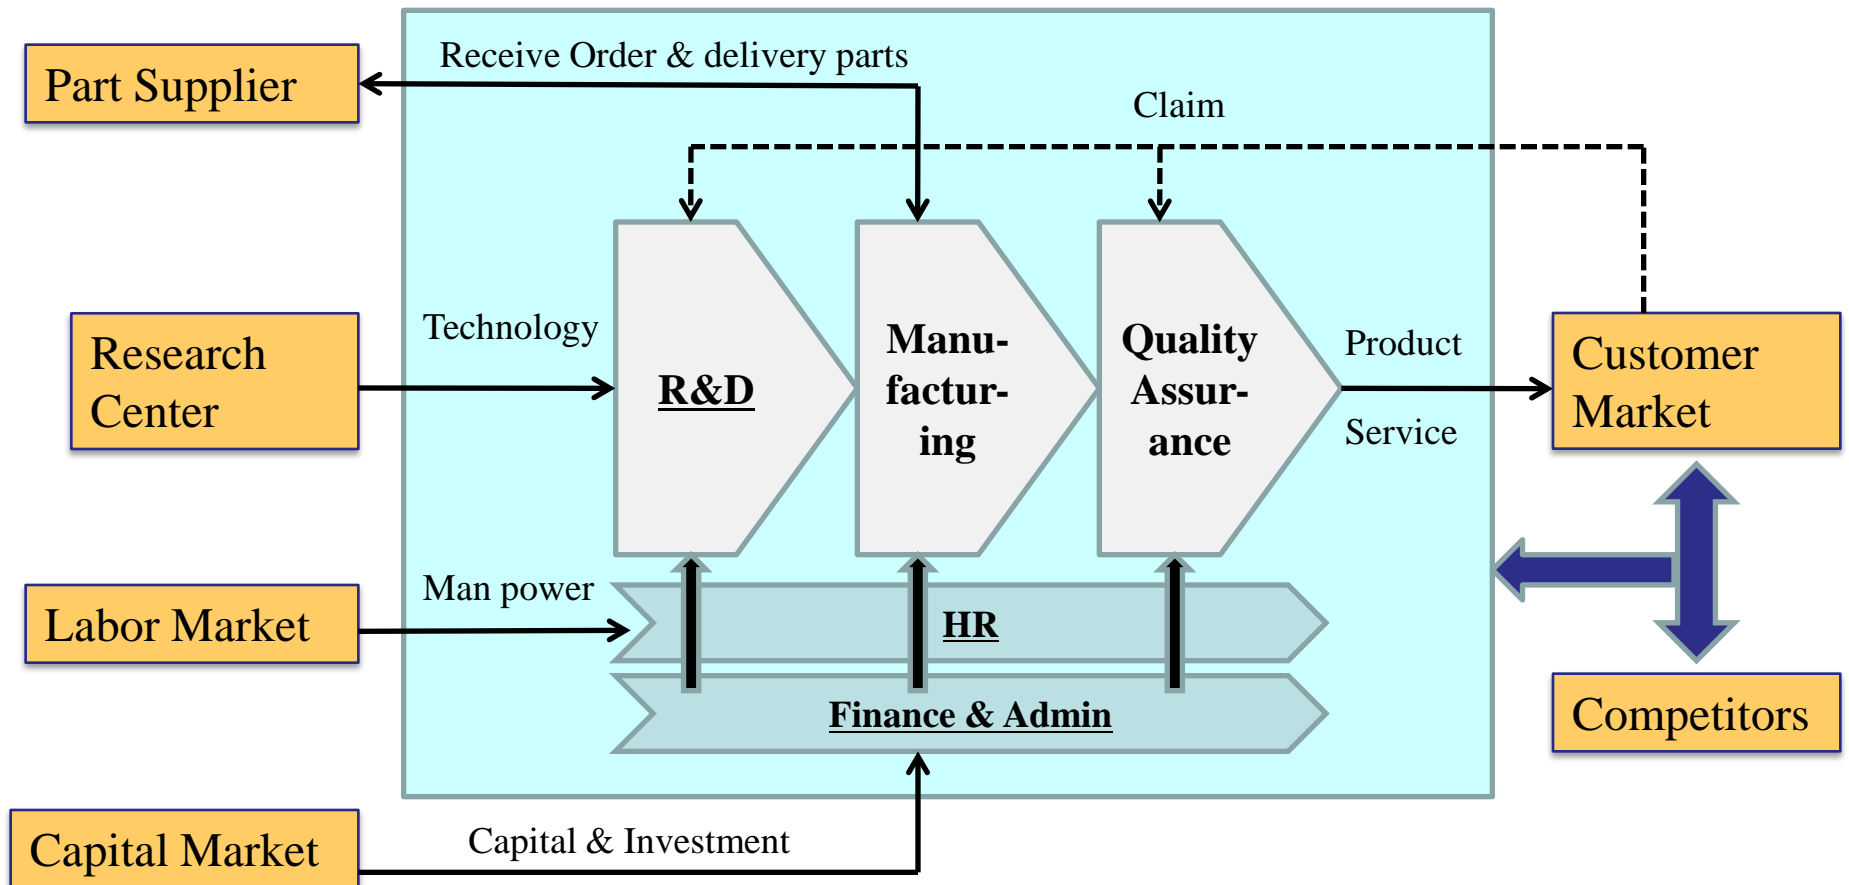 Receive Order & delivery parts
Part Supplier
Claim
Technology
Research
Center
R&D
Manu-
factur-
ing
Quality
Assur-
ance
Product
Service
Customer
Market
Man power
Labor Market
HR
Finance & Admin
Competitors
Capital & Investment
Capital Market